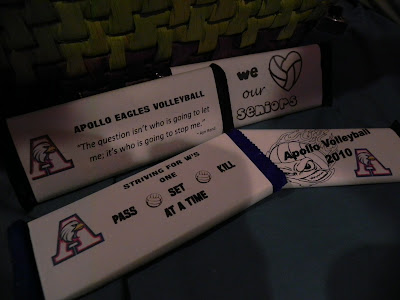 APOLLO EAGLES VOLLEYBALL
"The question isn't who is going to let
me; it's who is going to stop me."
we
our
seniors
STRIVING FOR W'S
ONE
PASS SET KILL
AT A TIME
Apollo Volleyball
2010
A
A
A